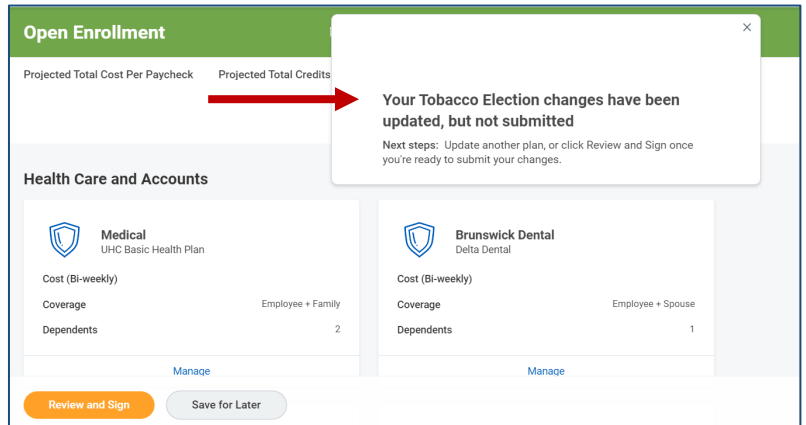 Open Enrollment
Projected Total Cost Per Paycheck Projected Total Credits
Your Tobacco Election changes have been
updated, but not submitted
Next steps: Update another plan, or click Review and Sign once
you're ready to submit your changes.
Health Care and Accounts
Medical
UHC Basic Health Plan
Cost (Bi-weekly)
Coverage Employee + Family
Dependents 2
Manage
Brunswick Dental
Delta Dental
Cost (Bi-weekly)
Coverage Employee + Spouse
Dependents 1
Manage
Review and Sign Save for Later